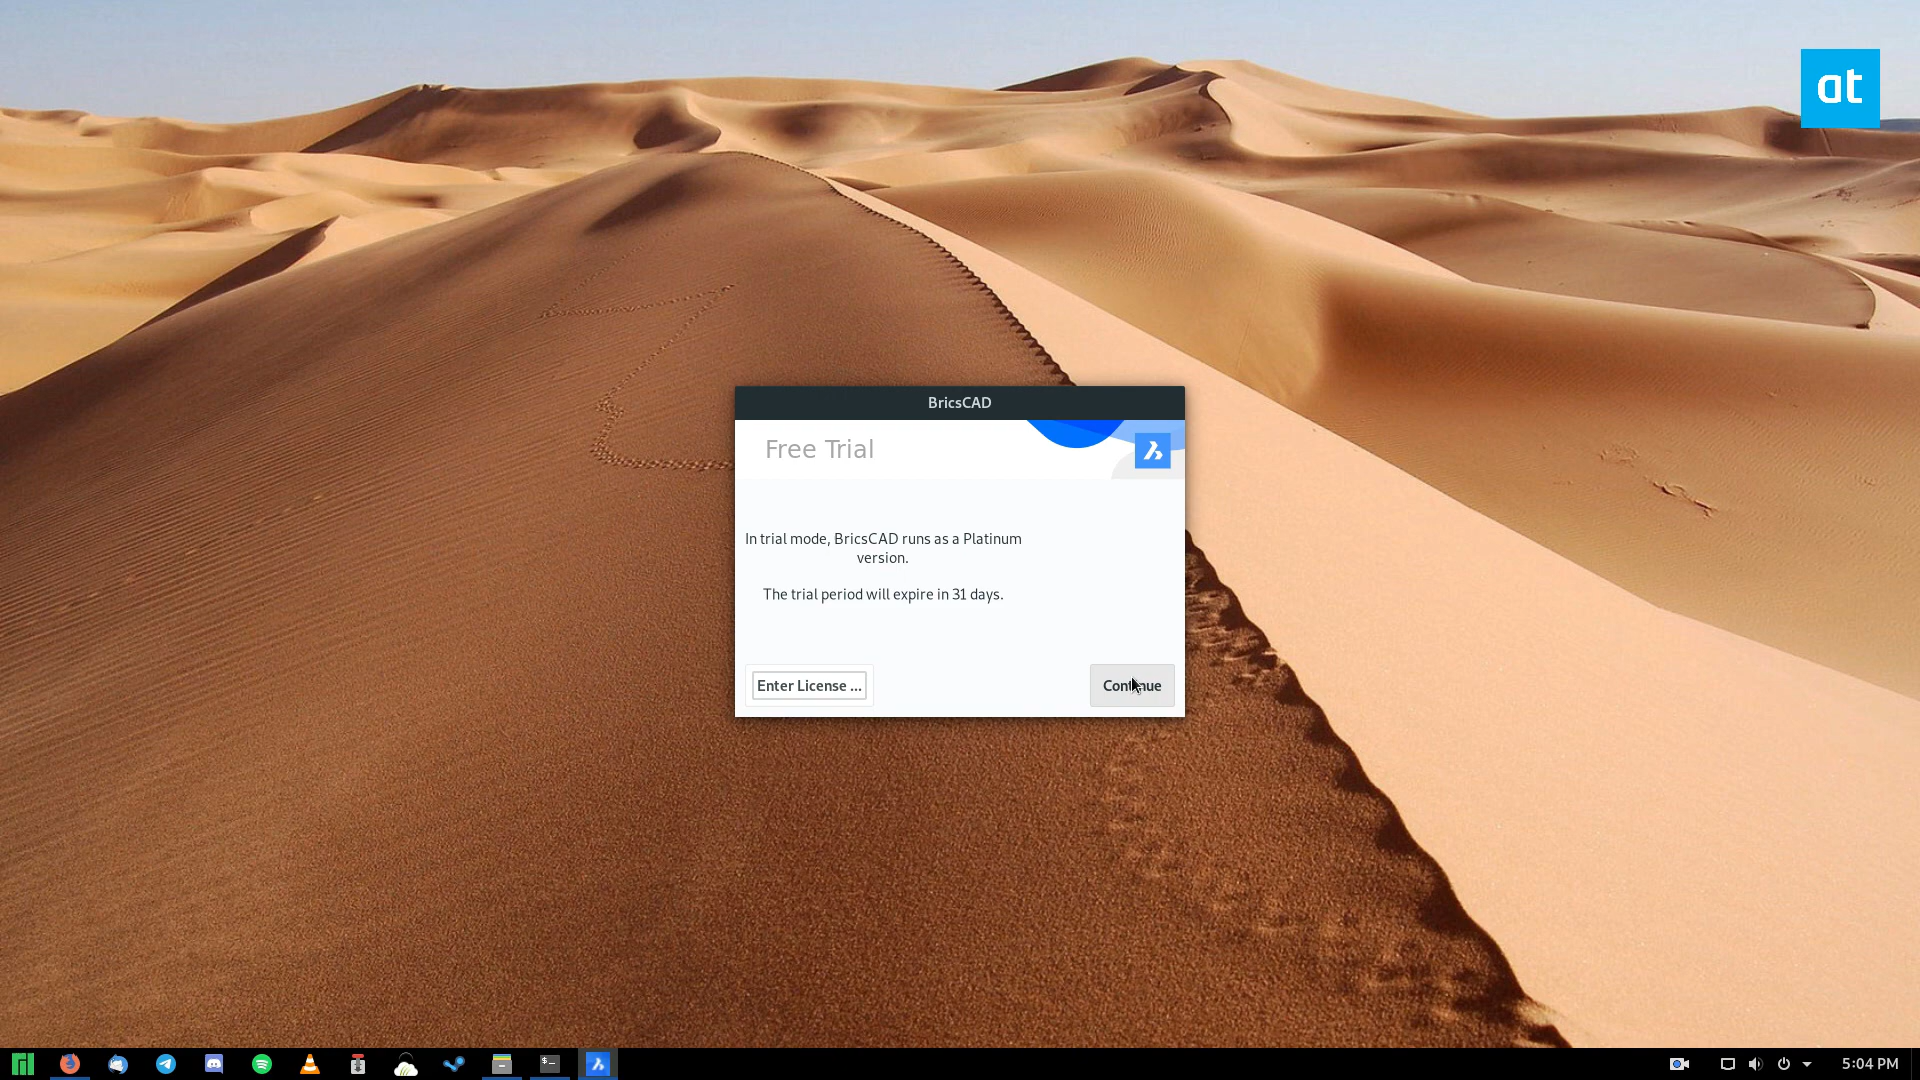 at
BricsCAD
Free Trial
In trial mode, BricsCAD runs as a Platinum
version.
The trial period will expire in 31 days.
Enter License ...
Continue
5:04 PM